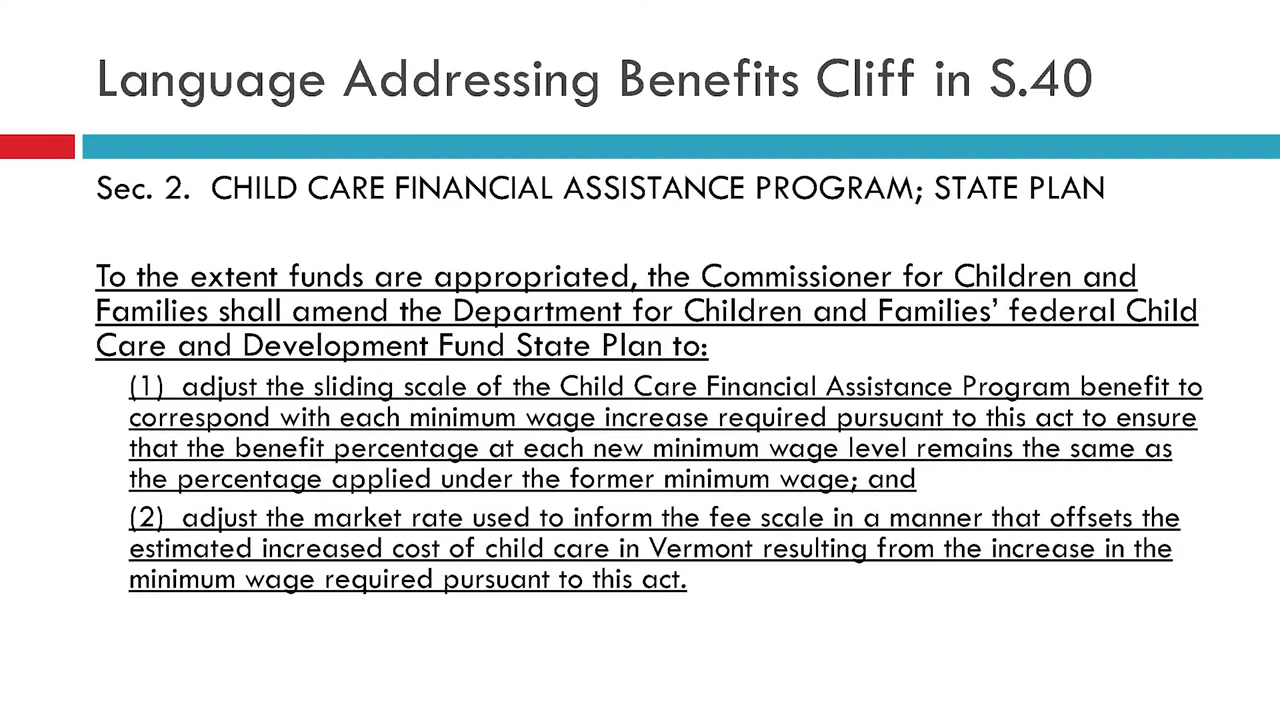 Language Addressing Benefits Cliff in S.40
Sec. 2. CHILD CARE FINANCIAL ASSISTANCE PROGRAM; STATE PLAN
To the extent funds are appropriated, the Commissioner for Children and
Families shall amend the Department for Children and Families’ federal Child
Care and Development Fund State Plan to:
(1) adjust the sliding scale of the Child Care Financial Assistance Program benefit to
correspond with each minimum wage increase required pursuant to this act to ensure
that the benefit percentage at each new minimum wage level remains the same as
the percentage applied under the former minimum wage; and
(2) adjust the market rate used to inform the fee scale in a manner that offsets the
estimated increased cost of child care in Vermont resulting from the increase in the
minimum wage required pursuant to this act.